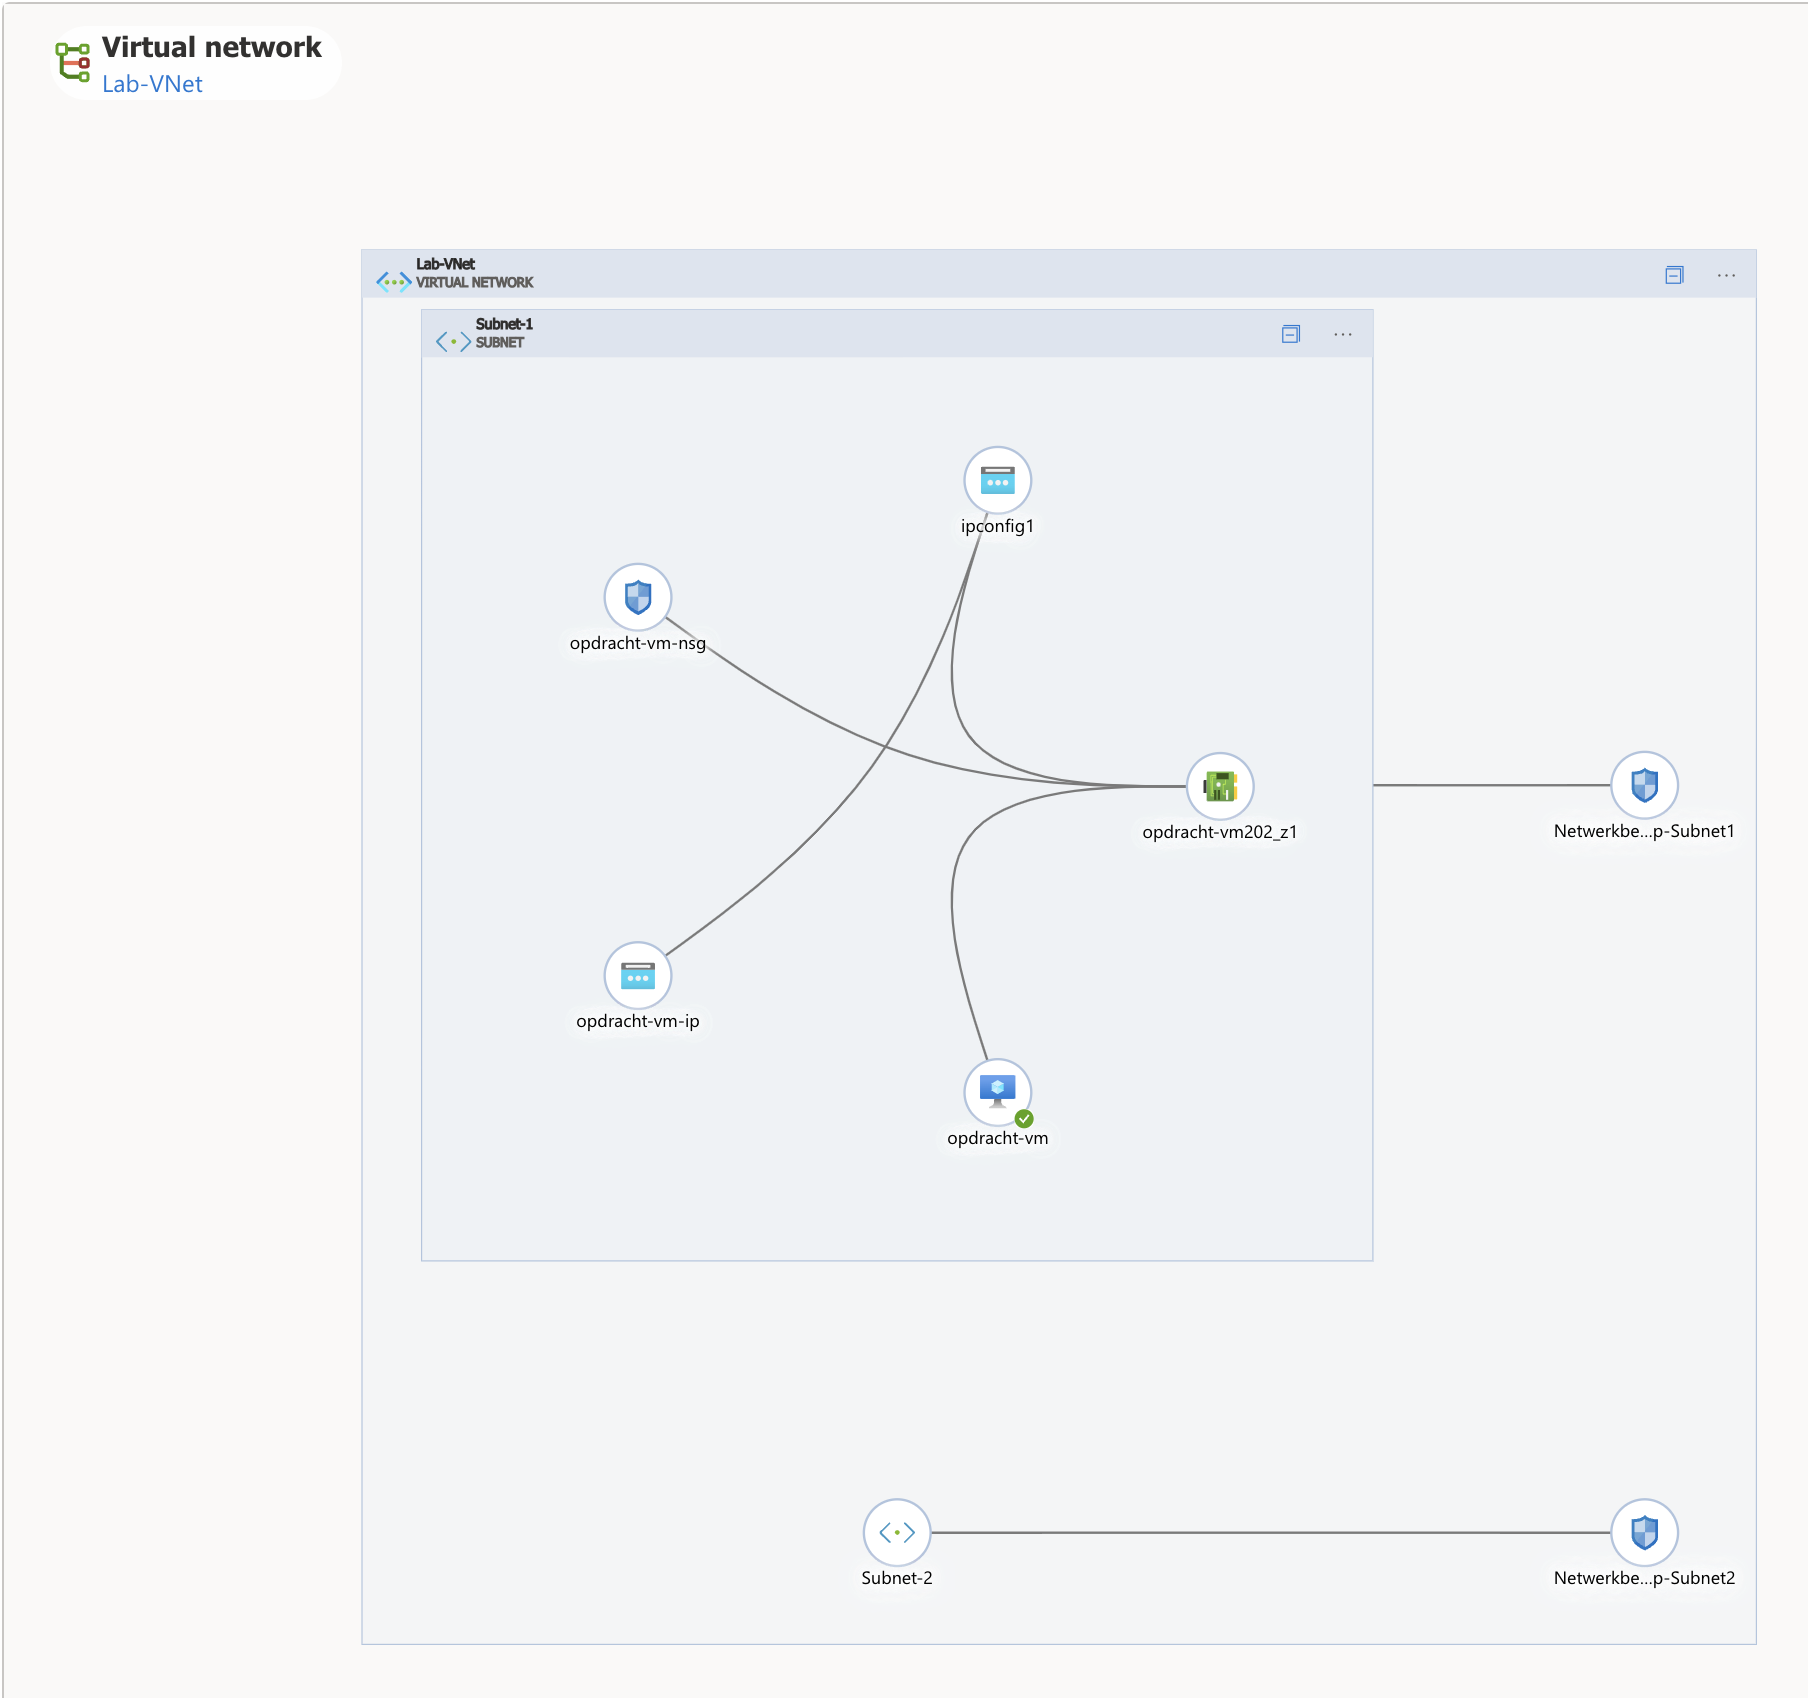 Virtual network
Lab-VNet
Lab-VNet
VIRTUAL NETWORK
Subnet-1
SUBNET
ipconfig1
opdracht-vm-nsg
opdracht-vm202_z1
Netwerkbe...p-Subnet1
opdracht-vm-ip
opdracht-vm
Subnet-2
Netwerkbe...p-Subnet2